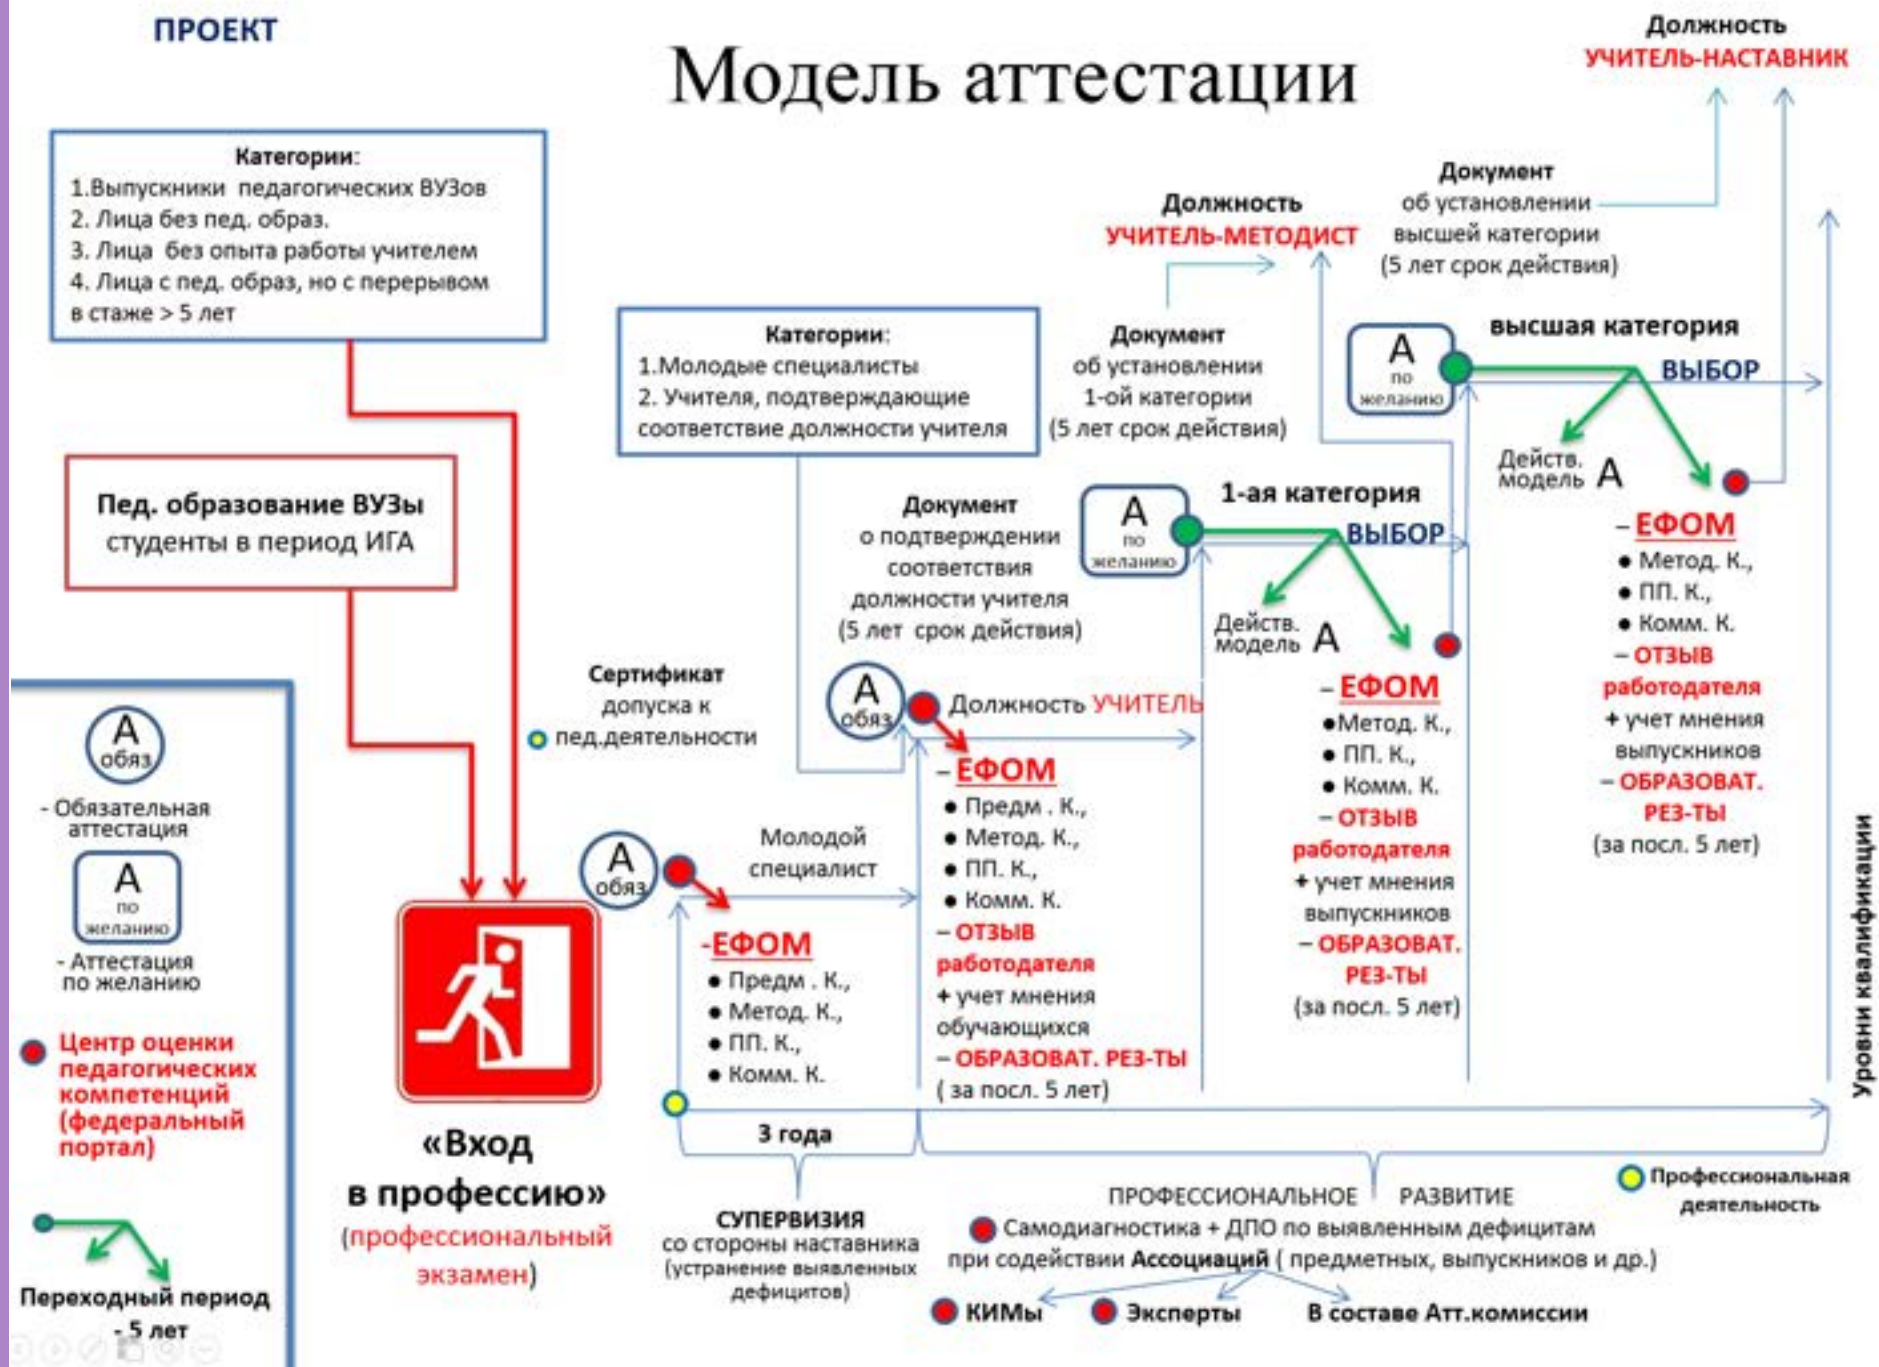 ПРОЕКТ
Модель аттестации
Должность
УЧИТЕЛЬ-НАСТАВНИК
Категории:
1.Выпускники педагогических ВУЗов
2. Лица без пед. образ.
3. Лица без опыта работы учителем
4. Лица с пед. образ, но с перерывом
в стаже > 5 лет
Документ
об установлении
высшей категории
(5 лет срок действия)
Должность
УЧИТЕЛЬ-МЕТОДИСТ
Категории:
1.Молодые специалисты
2. Учителя, подтверждающие
соответствие должности учителя
Документ
об установлении
1-ой категории
(5 лет срок действия)
А
по
желанию
высшая категория
ВЫБОР
Действ.
модель А
– ЕФОМ
● Метод. К.,
● ПП. К.,
● Комм. К.
– ОТЗЫВ
работодателя
+ учет мнения
выпускников
– ОБРАЗОВАТ.
РЕЗ-ТЫ
(за посл. 5 лет)
Пед. образование ВУЗы
студенты в период ИГА
Документ
о подтверждении
соответствия
должности учителя
(5 лет срок действия)
А
по
желанию
1-ая категория
ВЫБОР
Действ.
модель А
– ЕФОМ
●Метод. К.,
● ПП. К.,
● Комм. К.
– ОТЗЫВ
работодателя
+ учет мнения
выпускников
– ОБРАЗОВАТ.
РЕЗ-ТЫ
(за посл. 5 лет)
Сертификат
допуска к
пед.деятельности
А
обяз
Должность УЧИТЕЛЬ
– ЕФОМ
● Предм . К.,
● Метод. К.,
● ПП. К.,
● Комм. К.
– ОТЗЫВ
работодателя
+ учет мнения
обучающихся
– ОБРАЗОВАТ. РЕЗ-ТЫ
( за посл. 5 лет)
А
обяз
Молодой
специалист
-ЕФОМ
● Предм . К.,
● Метод. К.,
● ПП. К.,
● Комм. К.
А
обяз
- Обязательная
аттестация
А
по
желанию
- Аттестация
по желанию
Центр оценки
педагогических
компетенций
(федеральный
портал)
Переходный период
- 5 лет
«Вход
в профессию»
(профессиональный
экзамен)
3 года
СУПЕРВИЗИЯ
со стороны наставника
(устранение выявленных
дефицитов)
ПРОФЕССИОНАЛЬНОЕ РАЗВИТИЕ
Самодиагностика + ДПО по выявленным дефицитам
при содействии Ассоциаций ( предметных, выпускников и др.)
КИМы Эксперты В составе Атт.комиссии
Профессиональная
деятельность
Уровни квалификации